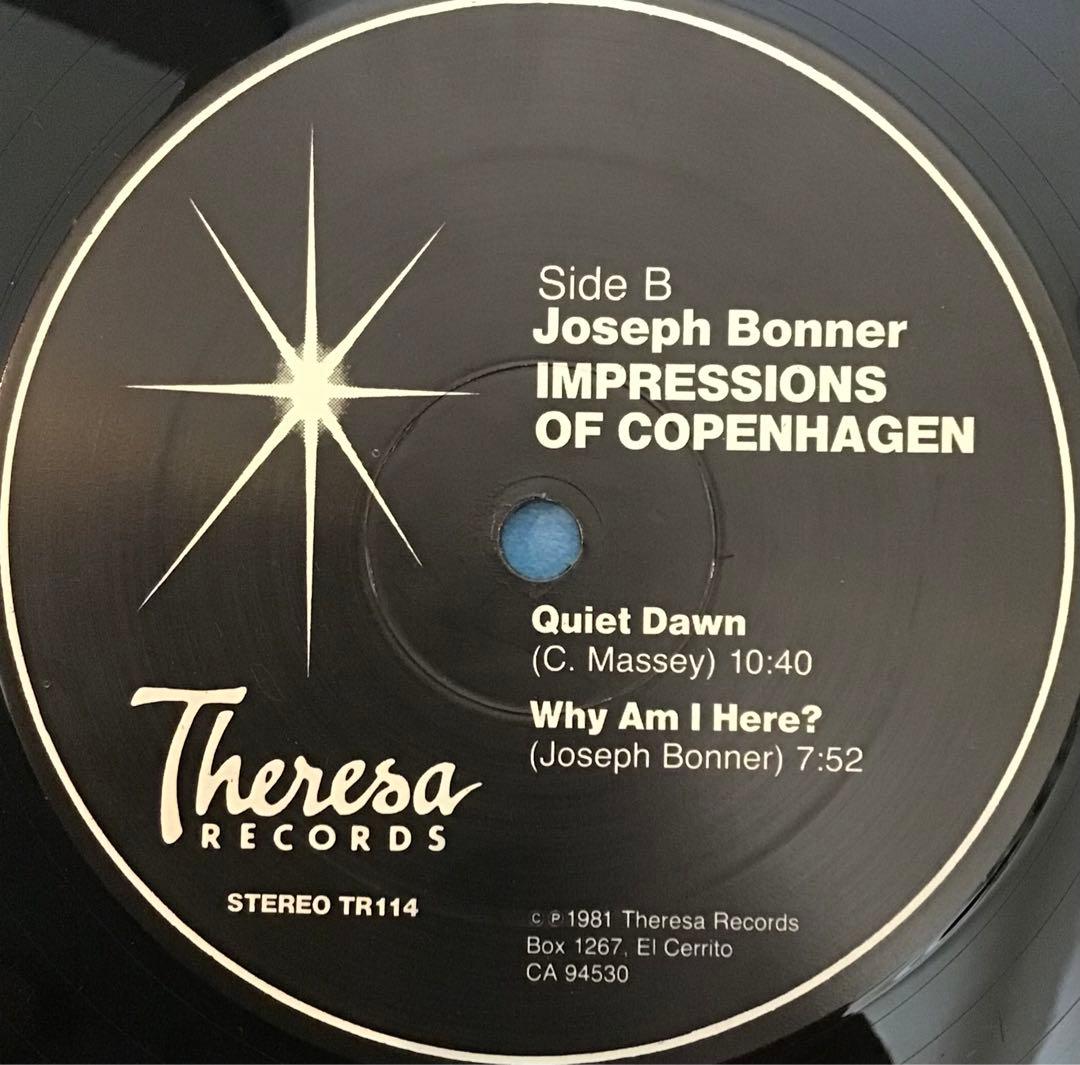 Side B
Joseph Bonner
IMPRESSIONS
OF COPENHAGEN
Quiet Dawn
(C. Massey) 10:40
Why Am I Here?
(Joseph Bonner) 7:52
Theresa
RECORDS
STEREO TR114
© ℗ 1981 Theresa Records
Box 1267, El Cerrito
CA 94530